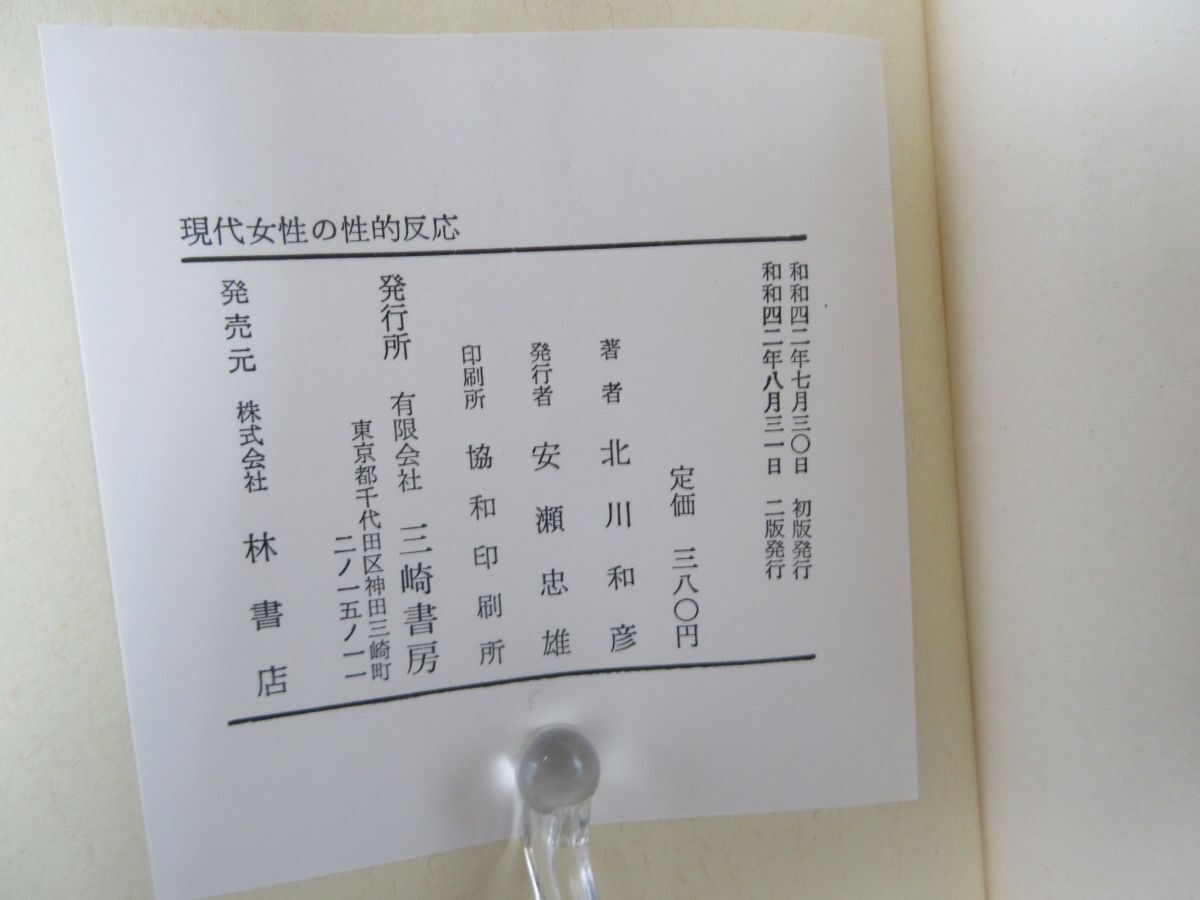 現代女性の性的反応
和和四二年七月三〇日　初版発行
和和四二年八月三一日　二版発行
定価　三八〇円
著者　北川和彦
発行者　安瀬忠雄
印刷所　協和印刷所
発行所　有限会社　三崎書房
東京都千代田区神田三崎町
二ノ一五ノ一一
発売元　株式会社　林書店